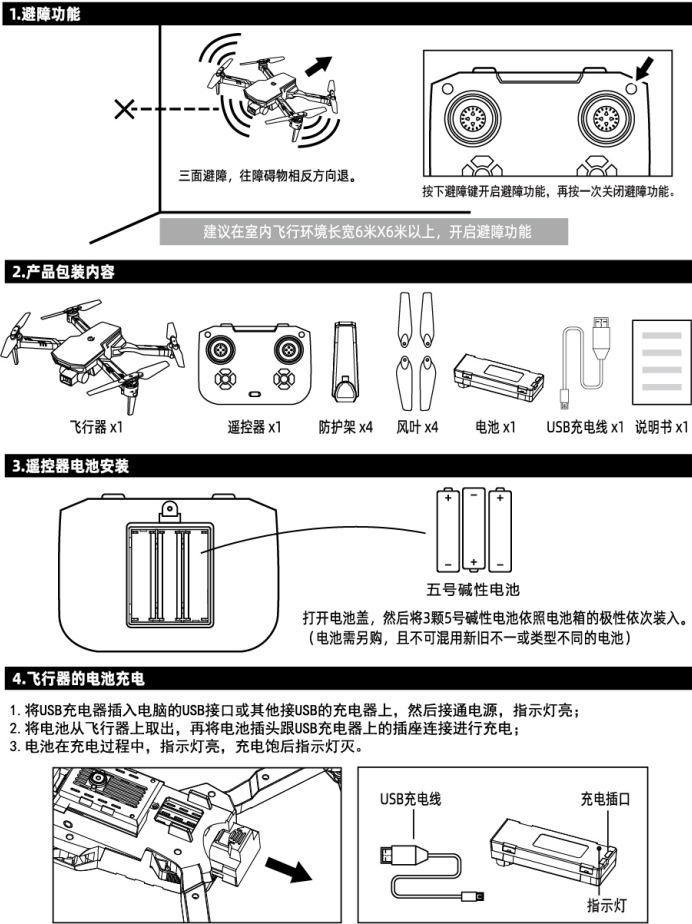 1.避障功能
三面避障，往障碍物相反方向退。
按下避障键开启避障功能，再按一次关闭避障功能。
建议在室内飞行环境长宽6米X6米以上，开启避障功能
2.产品包装内容
飞行器 x1
遥控器 x1
防护架 x4
风叶 x4
电池 x1
USB充电线 x1
说明书 x1
3.遥控器电池安装
五号碱性电池
打开电池盖，然后将3颗5号碱性电池依照电池箱的极性依次装入。
（电池需另购，且不可混用新旧不一或类型不同的电池）
4.飞行器的电池充电
1. 将USB充电器插入电脑的USB接口或其他接USB的充电器上，然后接通电源，指示灯亮；
2. 将电池从飞行器上取出，再将电池插头跟USB充电器上的插座连接进行充电；
3. 电池在充电过程中，指示灯亮，充电饱后指示灯灭。
USB充电线
充电插口
指示灯